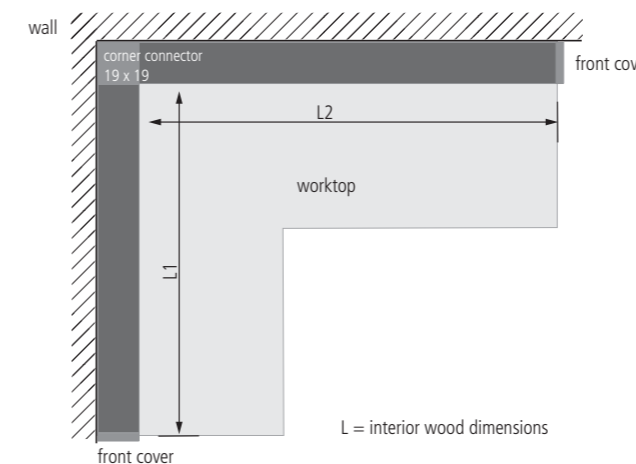 wall
corner connector
19 x 19
front cov
L2
worktop
L1
L = interior wood dimensions
front cover